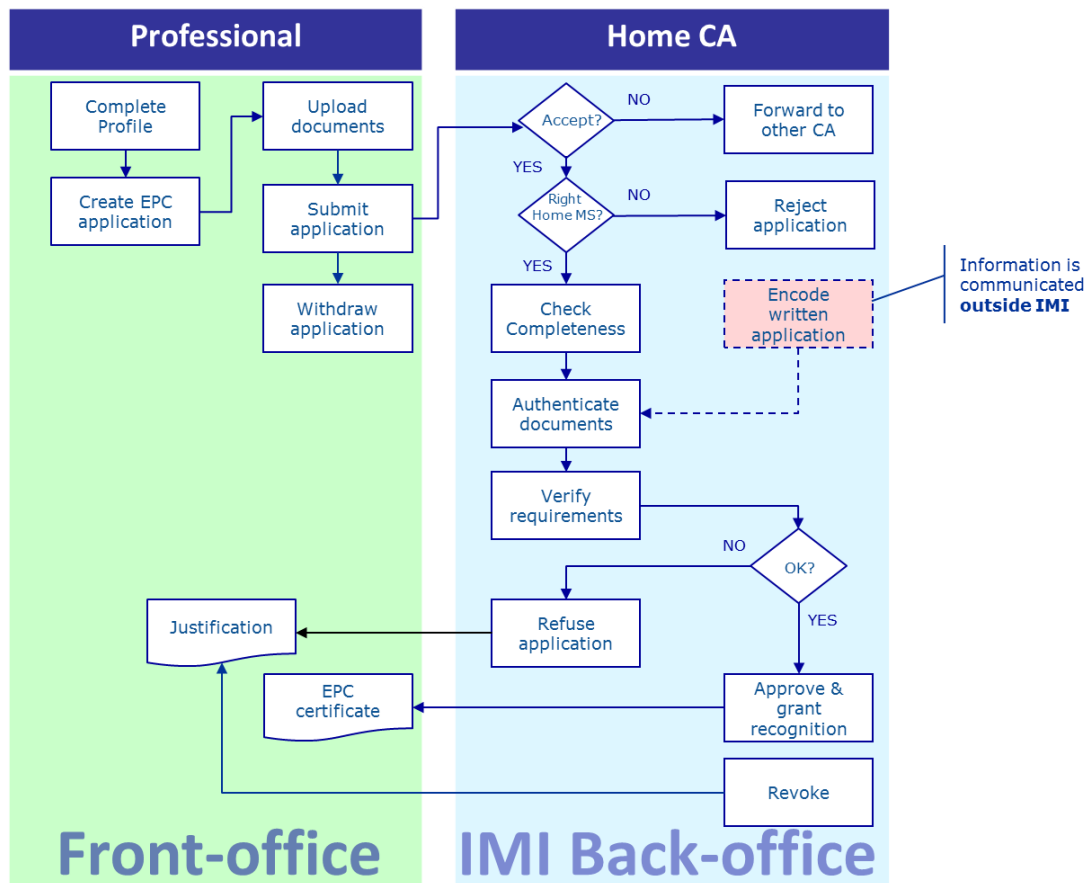 Professional
Home CA
Complete
Profile
Create EPC
application
Upload
documents
Submit
application
Withdraw
application
Accept?
NO
Forward to
other CA
YES
Right
Home MS?
NO
Reject
application
YES
Check
Completeness
Encode
written
application
Information is
communicated
outside IMI
Authenticate
documents
Verify
requirements
OK?
NO
YES
Refuse
application
Justification
Approve &
grant
recognition
EPC
certificate
Revoke
Front-office
IMI Back-office